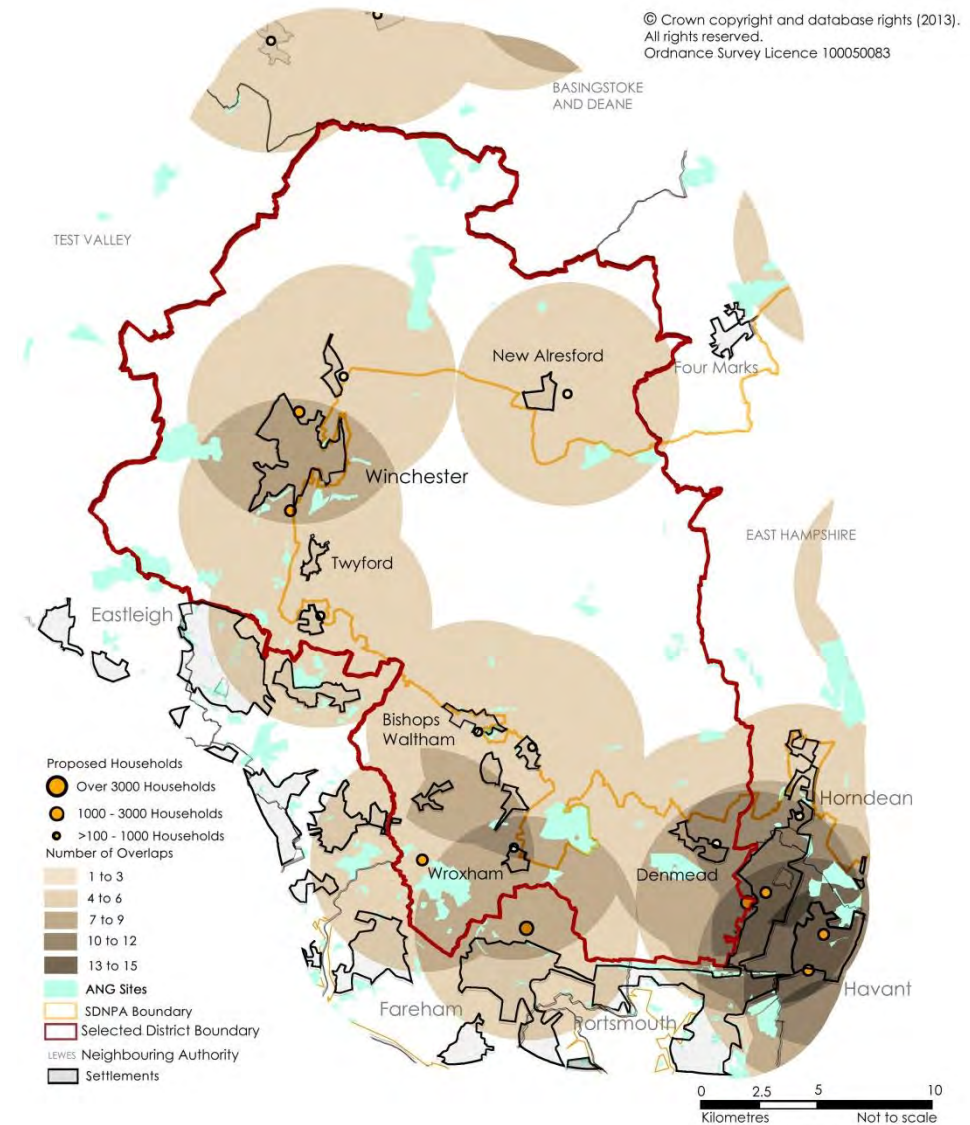 © Crown copyright and database rights (2013).
All rights reserved.
Ordnance Survey Licence 100050083
BASINGSTOKE
AND DEANE
TEST VALLEY
New Alresford
Four Marks
Winchester
EAST HAMPSHIRE
Twyford
Eastleigh
Bishops
Waltham
Horndean
Wroxham
Denmead
Havant
Fareham
Portsmouth
Proposed Households
Over 3000 Households
1000 - 3000 Households
>100 - 1000 Households
Number of Overlaps
1 to 3
4 to 6
7 to 9
10 to 12
13 to 15
ANG Sites
SDNPA Boundary
Selected District Boundary
LEWES Neighbouring Authority
Settlements
0 2.5 5 10
Kilometres Not to scale